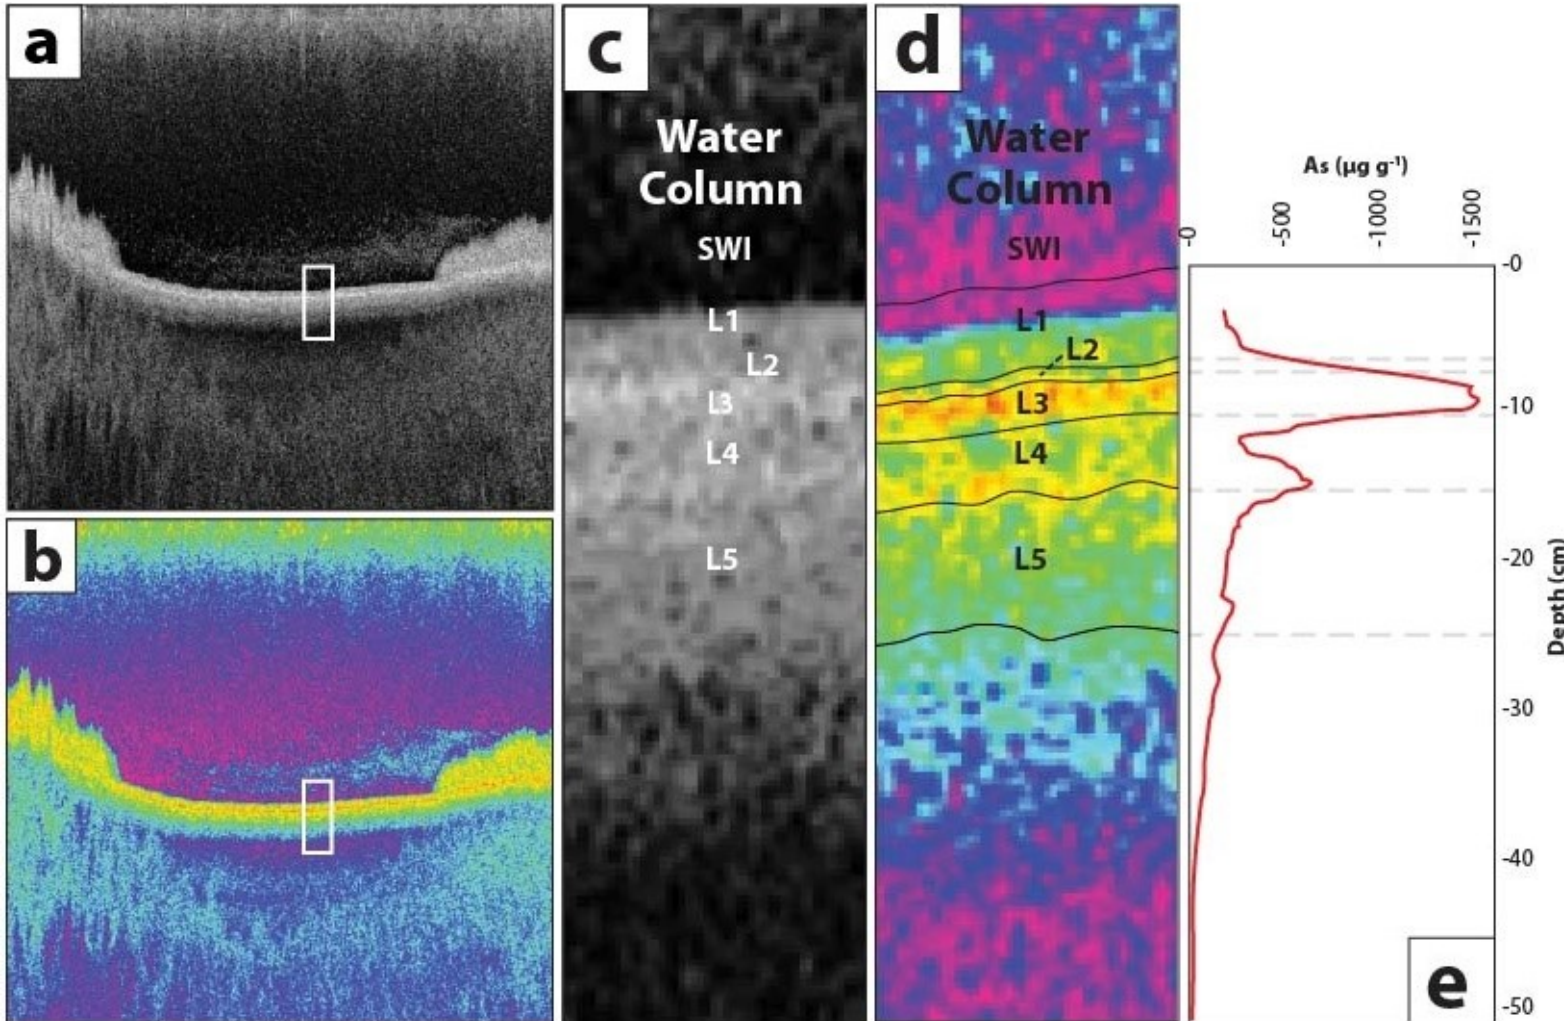 a
b
c
Water
Column
SWI
L1
L2
L3
L4
L5
d
Water
Column
SWI
L1
L2
L3
L4
L5
As (µg g⁻¹)
-0
-500
-1000
-1500
-0
-10
-20
-30
-40
-50
Depth (cm)
e